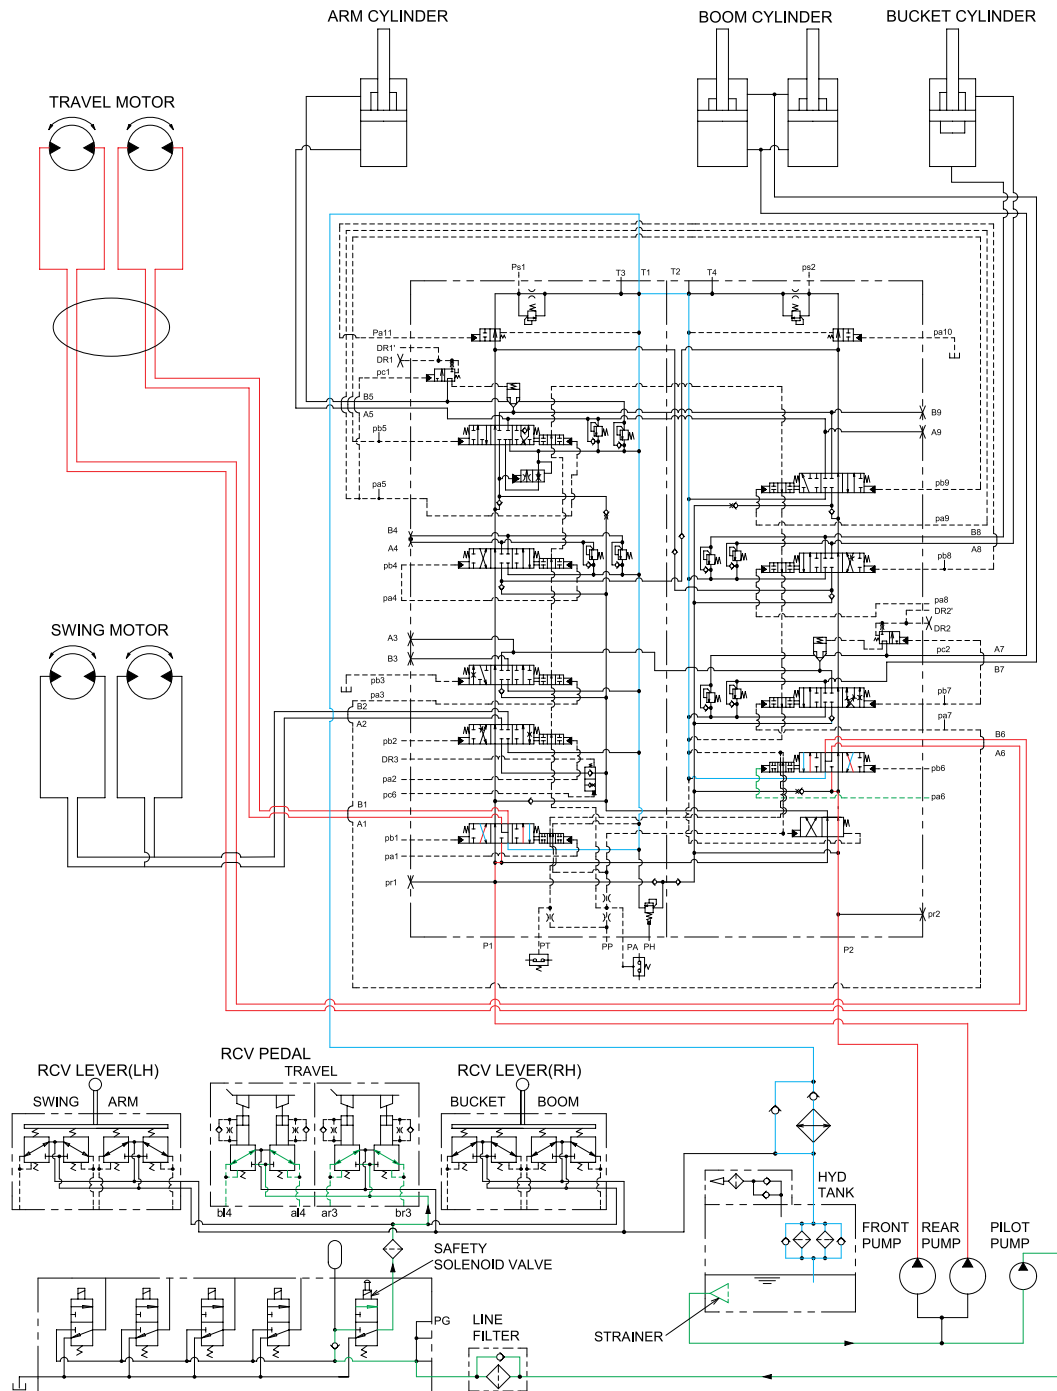 ARM CYLINDER
BOOM CYLINDER
BUCKET CYLINDER
TRAVEL MOTOR
Ps1
T3
T1
T2
T4
ps2
Pa11
pa10
DR1'
DR1
pc1
B5
A5
B9
A9
pb5
pa5
pb9
pa9
B4
A4
B8
A8
pb4
pb8
pa4
pa8
DR2'
DR2
SWING MOTOR
A3
B3
pc2
A7
B7
pb3
pa3
pb7
B2
A2
pa7
pb2
B6
A6
DR3
pb6
pa2
pc6
pa6
B1
A1
pb1
pa1
pr1
pr2
P1
PT
PP
PA
PH
P2
RCV LEVER(LH)
SWING
ARM
RCV PEDAL
TRAVEL
RCV LEVER(RH)
BUCKET
BOOM
bl4
al4
ar3
br3
HYD
TANK
FRONT
PUMP
REAR
PUMP
PILOT
PUMP
SAFETY
SOLENOID VALVE
PG
LINE
FILTER
STRAINER